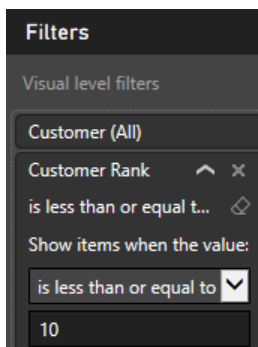 Filters
Visual level filters
Customer (All)
Customer Rank
is less than or equal t...
Show items when the value:
is less than or equal to
10